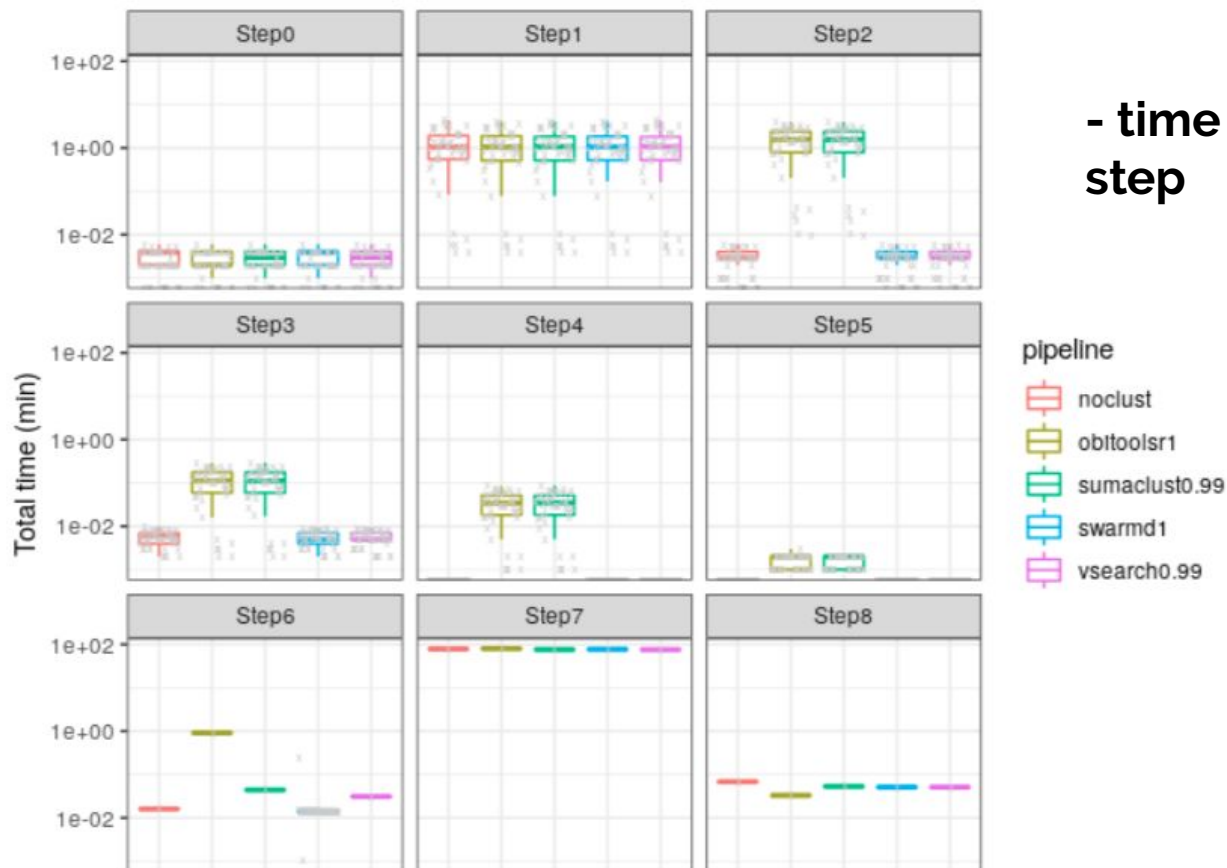 Step0
Step1
Step2
1e+02
1e+00
1e-02
- time
step
Step3
Step4
Step5
1e+02
1e+00
1e-02
Total time (min)
pipeline
noclust
obitoolsr1
sumaclust0.99
swarmd1
vsearch0.99
Step6
Step7
Step8
1e+02
1e+00
1e-02